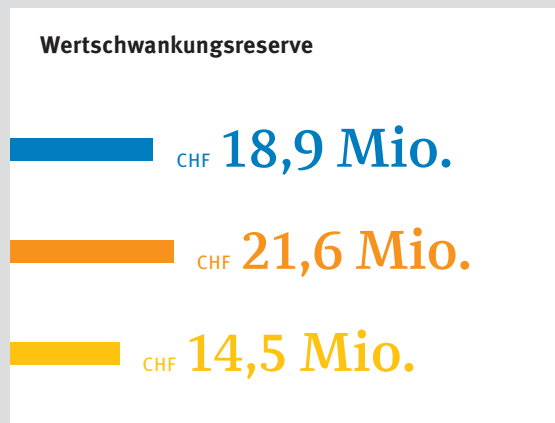 Wertschwankungsreserve
CHF 18,9 Mio.
CHF 21,6 Mio.
CHF 14,5 Mio.